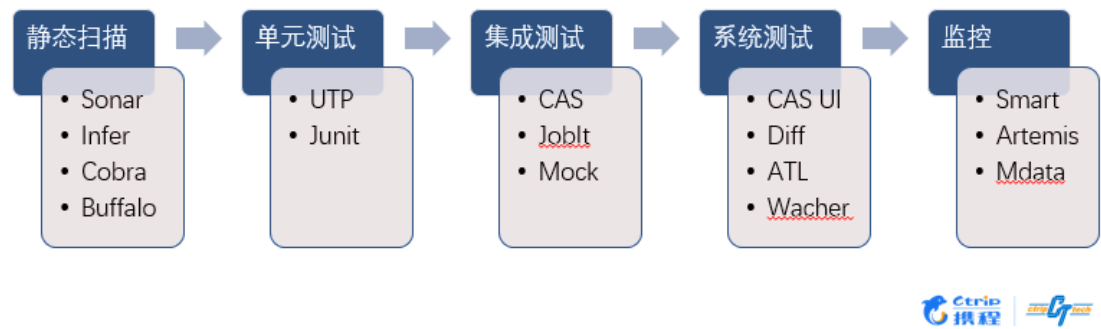 静态扫描
Sonar
Infer
Cobra
Buffalo
单元测试
UTP
Junit
集成测试
CAS
JobIt
Mock
系统测试
CAS UI
Diff
ATL
Wacher
监控
Smart
Artemis
Mdata
Ctrip
携程
ctrip CT tech